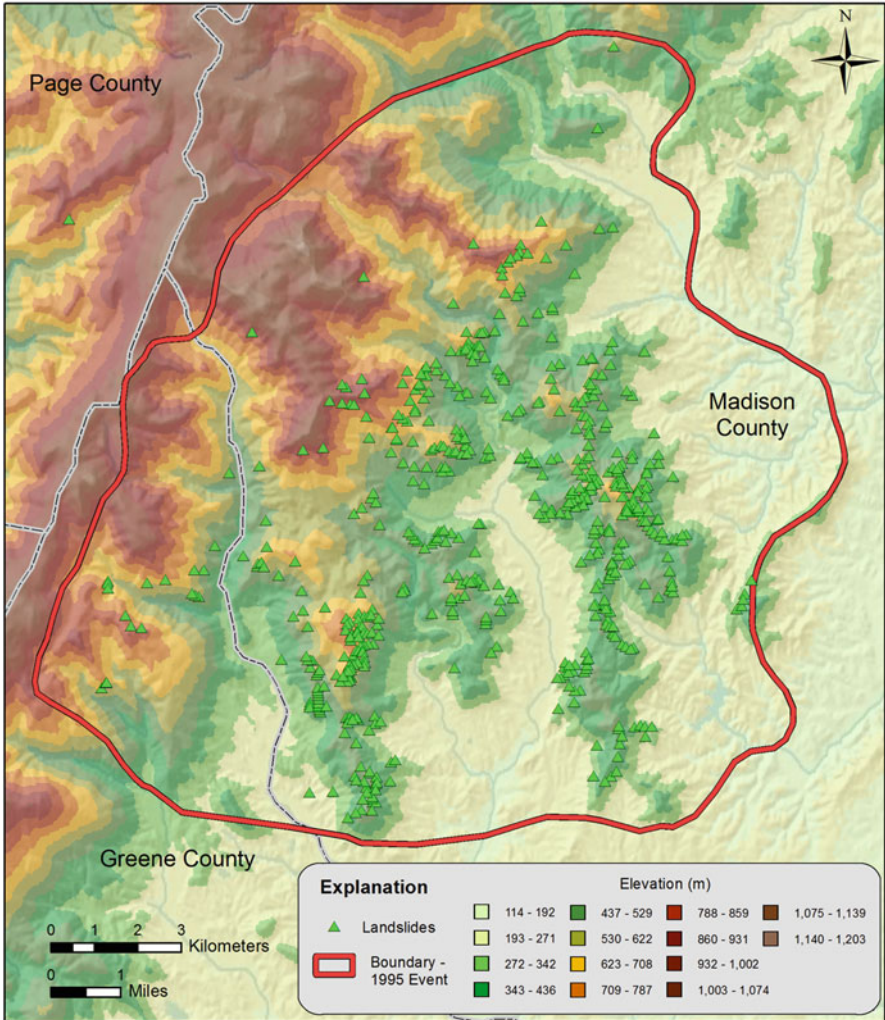 N
Page County
Madison
County
Greene County
0 1 2 3
Kilometers
0 1
Miles
Explanation
Landslides
Boundary -
1995 Event
Elevation (m)
114 - 192
193 - 271
272 - 342
343 - 436
437 - 529
530 - 622
623 - 708
709 - 787
788 - 859
860 - 931
932 - 1,002
1,003 - 1,074
1,075 - 1,139
1,140 - 1,203